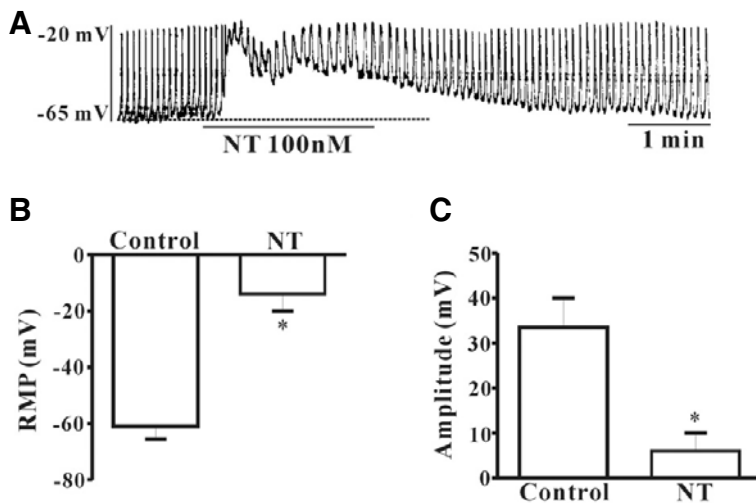 A
-20 mV
-65 mV
NT 100nM
1 min
B
Control NT
0
-20
-40
-60
-80
RMP (mV)
*
C
50
40
30
20
10
0
Amplitude (mV)
*
Control NT